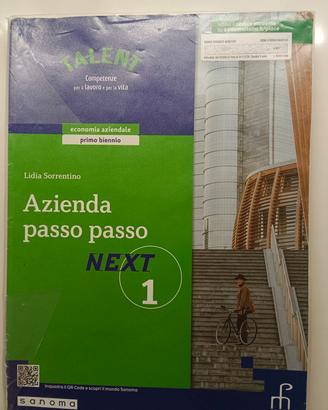 TALENT
Competenze
per il lavoro e per la vita
economia aziendale
primo biennio
Lidia Sorrentino
Azienda
passo passo
NEXT
1
Inquadra il QR Code e scopri il mondo Sanoma
sanoma